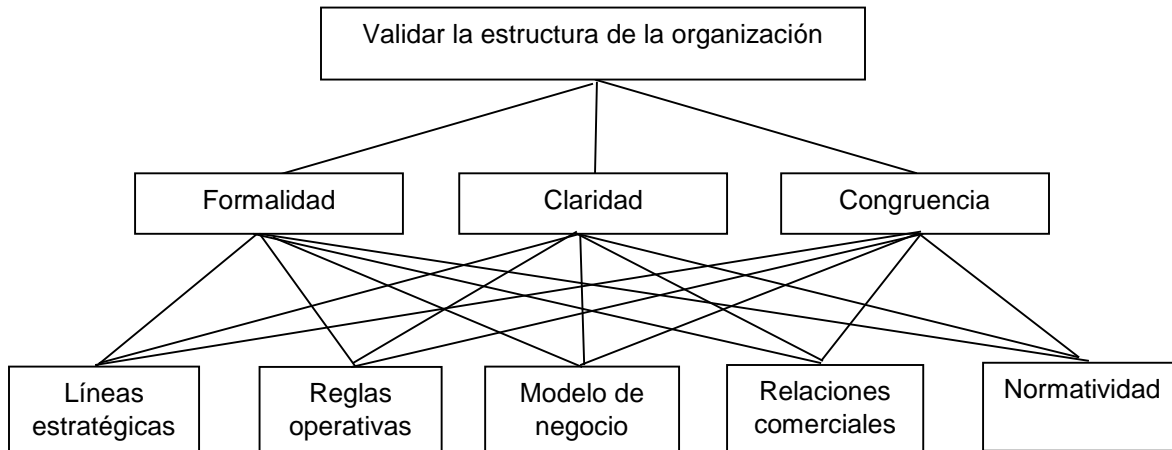 Validar la estructura de la organización
Formalidad
Claridad
Congruencia
Líneas
estratégicas
Reglas
operativas
Modelo de
negocio
Relaciones
comerciales
Normatividad